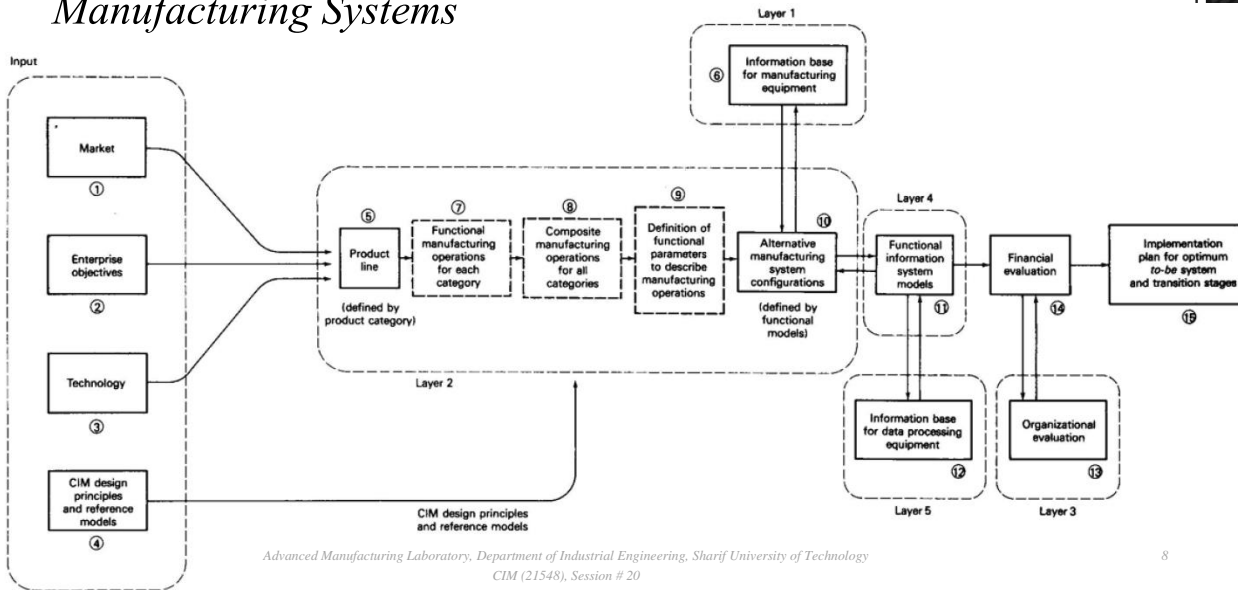 Manufacturing Systems
Input
Market
①
Enterprise
objectives
②
Technology
③
CIM design
principles
and reference
models
④
CIM design principles
and reference models
Layer 2
⑤
Product
line
(defined by
product category)
⑦
Functional
manufacturing
operations
for each
category
⑧
Composite
manufacturing
operations
for all
categories
⑨
Definition of
functional
parameters
to describe
manufacturing
operations
⑩
Alternative
manufacturing
system
configurations
(defined by
functional
models)
Layer 1
⑥
Information base
for manufacturing
equipment
Layer 4
Functional
information
system
models
⑪
Information base
for data processing
equipment
⑫
Layer 5
Financial
evaluation
⑭
Organizational
evaluation
⑬
Layer 3
Implementation
plan for optimum
to-be system
and transition stages
⑮
Advanced Manufacturing Laboratory, Department of Industrial Engineering, Sharif University of Technology
CIM (21548), Session # 20
8